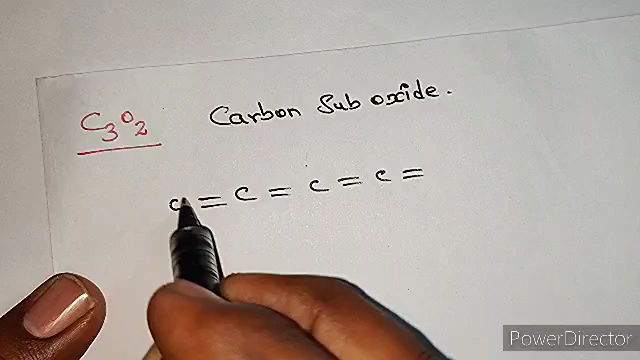 C3O2 Carbon Sub oxide.
c = c = c = c =
PowerDirector